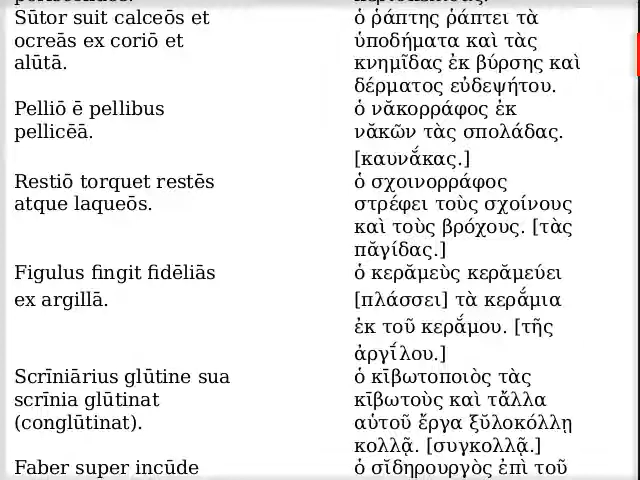 Sūtor suit calceōs et
ocreās ex coriō et
alūtā.
ὁ ῥάπτης ῥάπτει τὰ
ὑποδήματα καὶ τὰς
κνημῖδας ἐκ βύρσης καὶ
δέρματος εὐδεψήτου.
Pelliō ē pellibus
pellicēā.
ὁ νᾰκορράφος ἐκ
νᾰκῶν τὰς σπολάδας.
[καυνᾰ́κας.]
Restiō torquet restēs
atque laqueōs.
ὁ σχοινορράφος
στρέφει τοὺς σχοίνους
καὶ τοὺς βρόχους. [τὰς
πᾰγίδας.]
Figulus fingit fidēliās
ex argillā.
ὁ κερᾰμεὺς κερᾰμεύει
[πλάσσει] τὰ κερᾰ́μια
ἐκ τοῦ κερᾰ́μου. [τῆς
ἀργῑ́λου.]
Scrīniārius glūtine sua
scrīnia glūtinat
(conglūtinat).
ὁ κῑβωτοποιὸς τὰς
κῑβωτοὺς καὶ τἄλλα
αὑτοῦ ἔργα ξῠλοκόλλῃ
κολλᾷ. [συγκολλᾷ.]
Faber super incūde
ὁ σῐδηρουργὸς ἐπὶ τοῦ